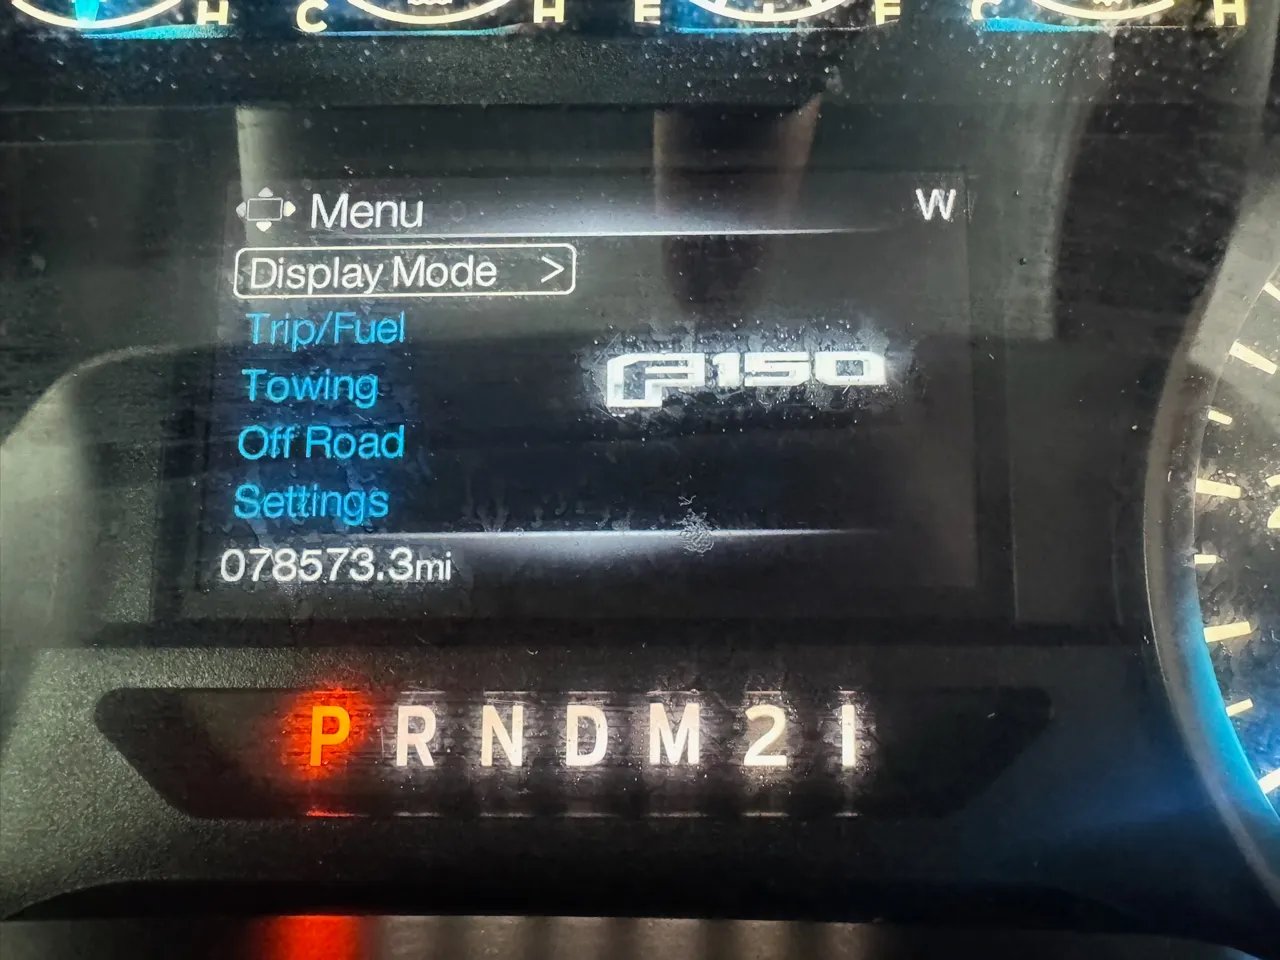 H C H E F C H
Menu W
Display Mode >
Trip/Fuel
F150
Towing
Off Road
Settings
078573.3mi
P R N D M 2 1